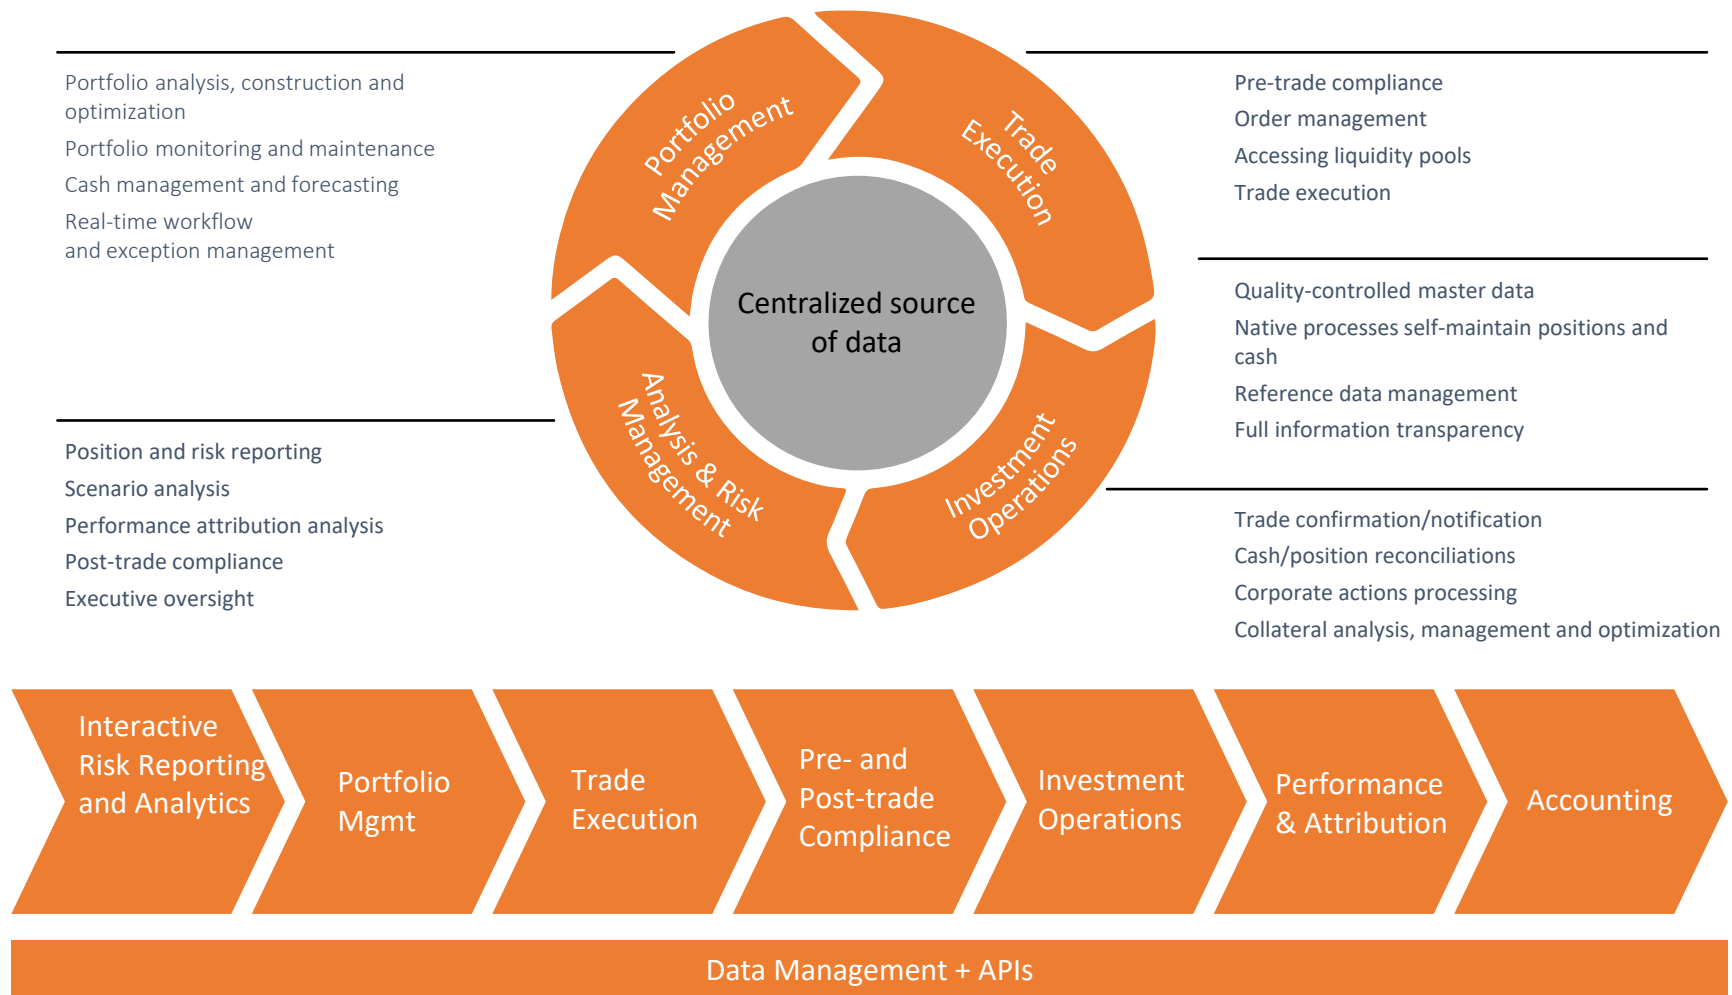 Portfolio analysis, construction and
optimization
Portfolio monitoring and maintenance
Cash management and forecasting
Real-time workflow
and exception management
Position and risk reporting
Scenario analysis
Performance attribution analysis
Post-trade compliance
Executive oversight
Portfolio
Management
Trade
Execution
Centralized source
of data
Analysis & Risk
Management
Investment
Operations
Pre-trade compliance
Order management
Accessing liquidity pools
Trade execution
Quality-controlled master data
Native processes self-maintain positions and
cash
Reference data management
Full information transparency
Trade confirmation/notification
Cash/position reconciliations
Corporate actions processing
Collateral analysis, management and optimization
Interactive
Risk Reporting
and Analytics
Portfolio
Mgmt
Trade
Execution
Pre- and
Post-trade
Compliance
Investment
Operations
Performance
& Attribution
Accounting
Data Management + APIs